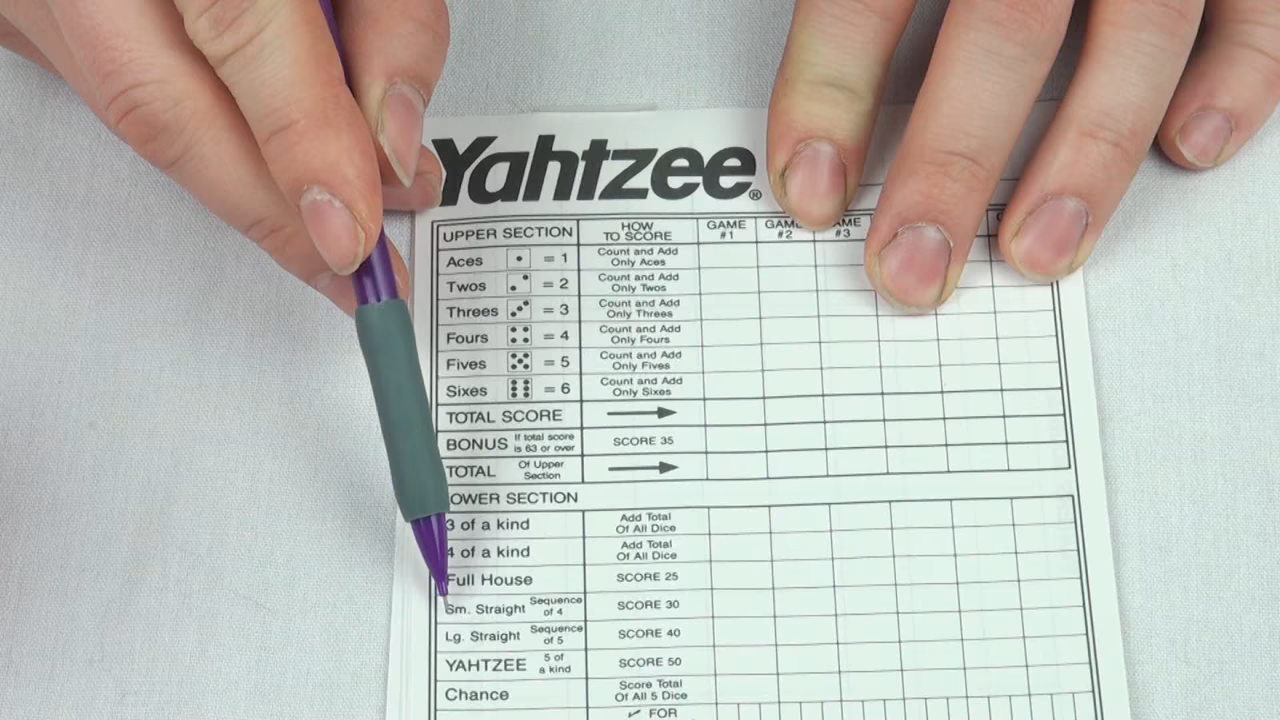 Yahtzee®
UPPER SECTION HOW TO SCORE GAME #1 GAME #2 GAME #3
Aces = 1 Count and Add Only Aces
Twos = 2 Count and Add Only Twos
Threes = 3 Count and Add Only Threes
Fours = 4 Count and Add Only Fours
Fives = 5 Count and Add Only Fives
Sixes = 6 Count and Add Only Sixes
TOTAL SCORE
BONUS If total score is 63 or over SCORE 35
TOTAL Of Upper Section
LOWER SECTION
3 of a kind Add Total Of All Dice
4 of a kind Add Total Of All Dice
Full House SCORE 25
Sm. Straight Sequence of 4 SCORE 30
Lg. Straight Sequence of 5 SCORE 40
YAHTZEE 5 of a kind SCORE 50
Chance Score Total Of All 5 Dice
✓ FOR